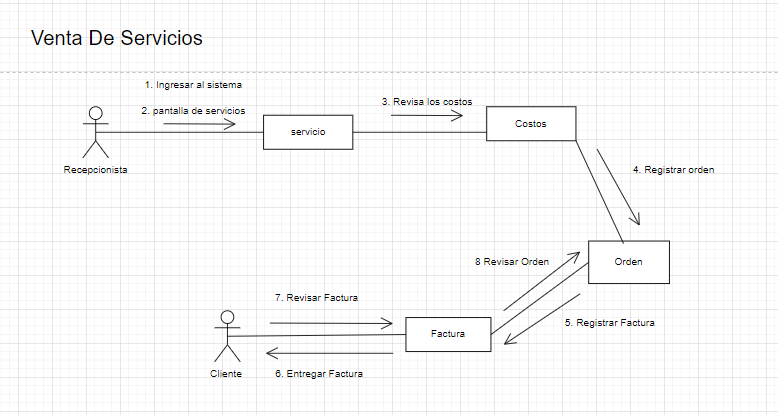 Venta De Servicios
1. Ingresar al sistema
2. pantalla de servicios
3. Revisa los costos
servicio
Costos
Recepcionista
4. Registrar orden
8 Revisar Orden
Orden
7. Revisar Factura
5. Registrar Factura
Factura
Cliente
6. Entregar Factura